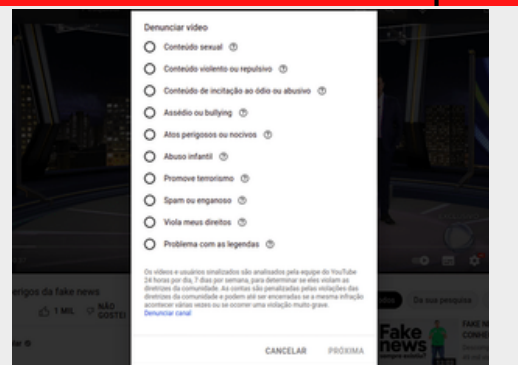 Denunciar vídeo
Conteúdo sexual
Conteúdo violento ou repulsivo
Conteúdo de incitação ao ódio ou abusivo
Assédio ou bullying
Atos perigosos ou nocivos
Abuso infantil
Promove terrorismo
Spam ou enganoso
Viola meus direitos
Problema com as legendas
Os vídeos e usuários sinalizados são analisados pela equipe do YouTube
24 horas por dia, 7 dias por semana, para determinar se eles violam as
diretrizes da comunidade. As contas são penalizadas pelas violações das
diretrizes da comunidade e podem até ser encerradas se a mesma infração
acontecer várias vezes ou se ocorrer uma violação muito grave.
Denunciar canal
erigos da fake news
1 MIL
NÃO
GOSTEI
Da sua pesquisa
Fake
news
FAKE
CANCELAR PRÓXIMA